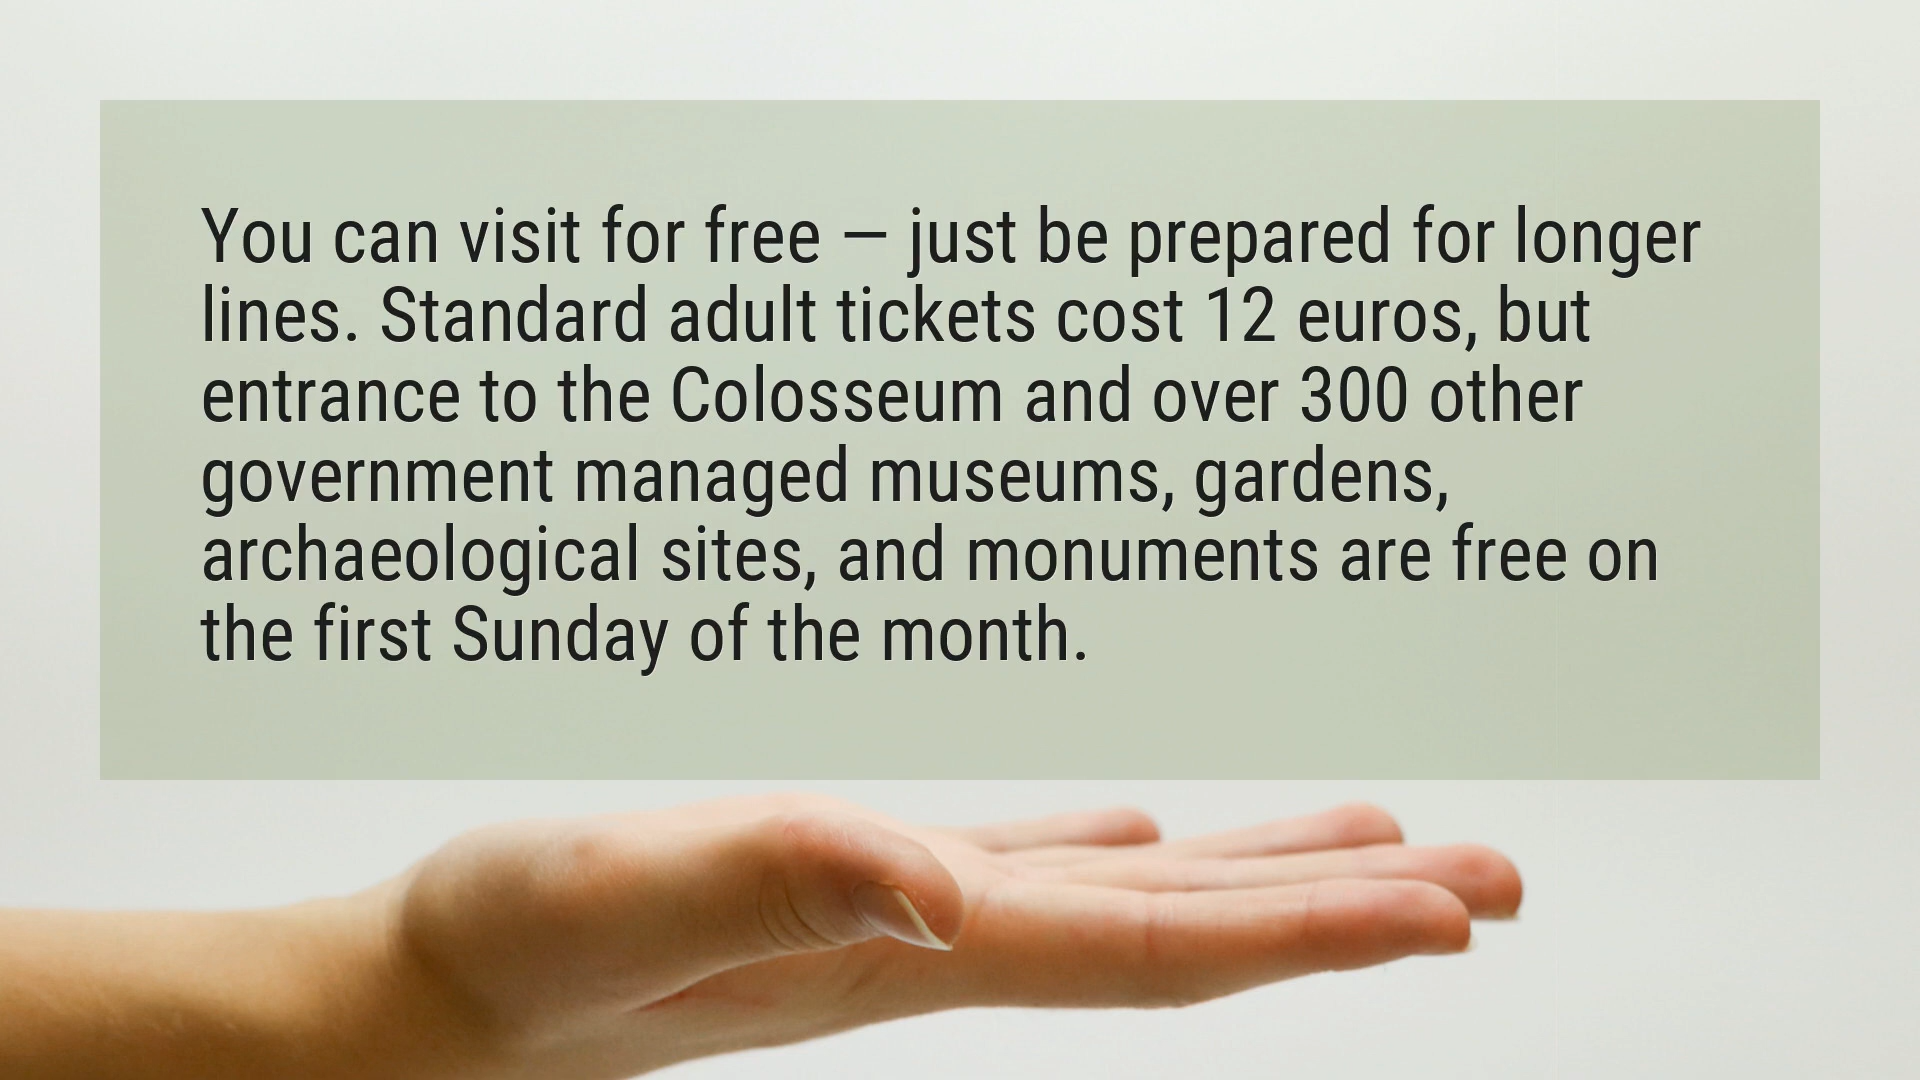 You can visit for free — just be prepared for longer
lines. Standard adult tickets cost 12 euros, but
entrance to the Colosseum and over 300 other
government managed museums, gardens,
archaeological sites, and monuments are free on
the first Sunday of the month.